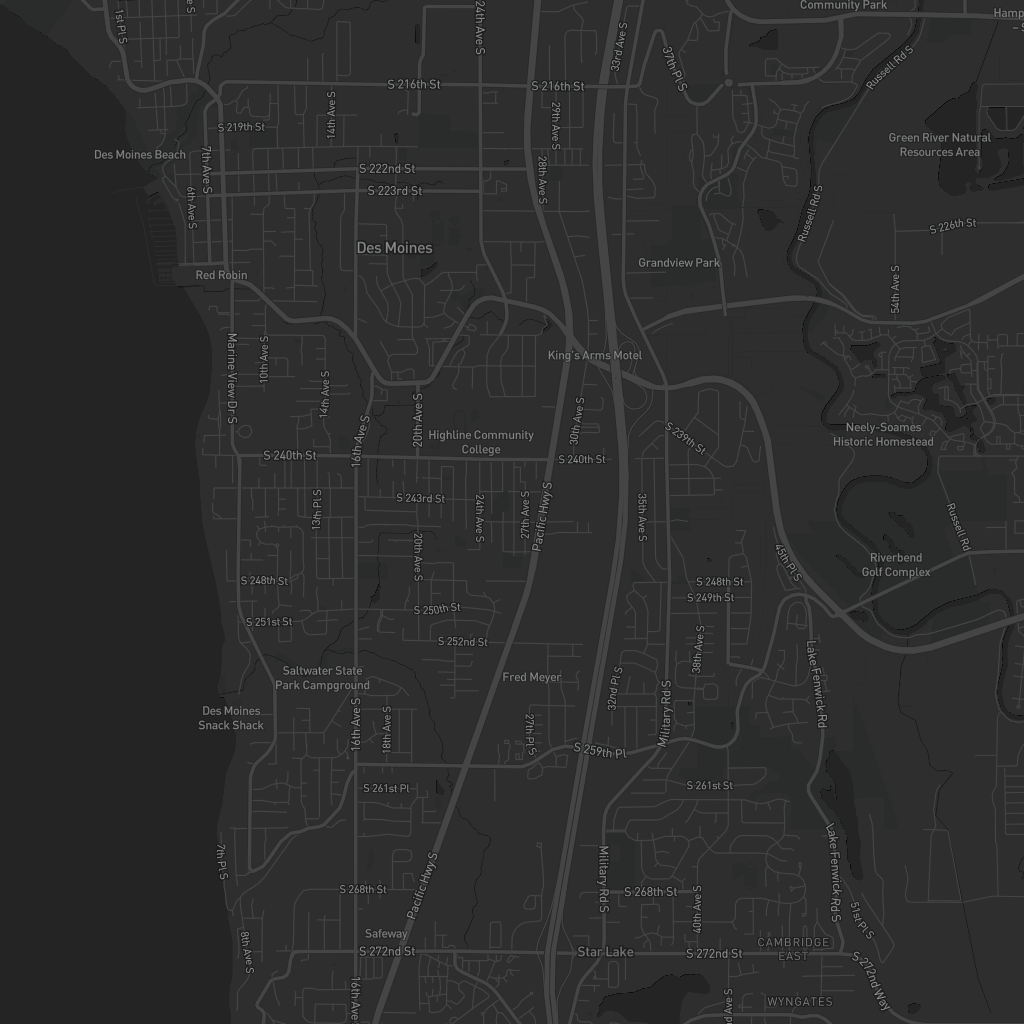 Community Park
Hamp
1st Pl S
24th Ave S
33rd Ave S
37th Pl S
Russell Rd S
S 216th St
S 216th St
14th Ave S
29th Ave S
S 219th St
Green River Natural
Resources Area
Des Moines Beach
7th Ave S
S 222nd St
28th Ave S
S 223rd St
6th Ave S
Russell Rd S
S 226th St
Des Moines
Grandview Park
Red Robin
54th Ave S
Marine View Dr S
10th Ave S
King's Arms Motel
14th Ave S
20th Ave S
30th Ave S
16th Ave S
Highline Community
College
S 239th St
Neely-Soames
Historic Homestead
S 240th St
S 240th St
13th Pl S
S 243rd St
24th Ave S
27th Ave S
Pacific Hwy S
35th Ave S
Russell Rd
20th Ave S
45th Pl S
Riverbend
Golf Complex
S 248th St
S 248th St
S 249th St
S 250th St
S 251st St
S 252nd St
38th Ave S
Saltwater State
Park Campground
Fred Meyer
32nd Pl S
Lake Fenwick Rd
Des Moines
Snack Shack
16th Ave S
18th Ave S
27th Pl S
Military Rd S
S 259th Pl
S 261st Pl
S 261st St
7th Pl S
Pacific Hwy S
Military Rd S
Lake Fenwick Rd S
S 268th St
S 268th St
40th Ave S
51st Pl S
Safeway
8th Ave S
S 272nd St
Star Lake
S 272nd St
CAMBRIDGE
EAST
S 272nd Way
16th Ave
WYNGATES